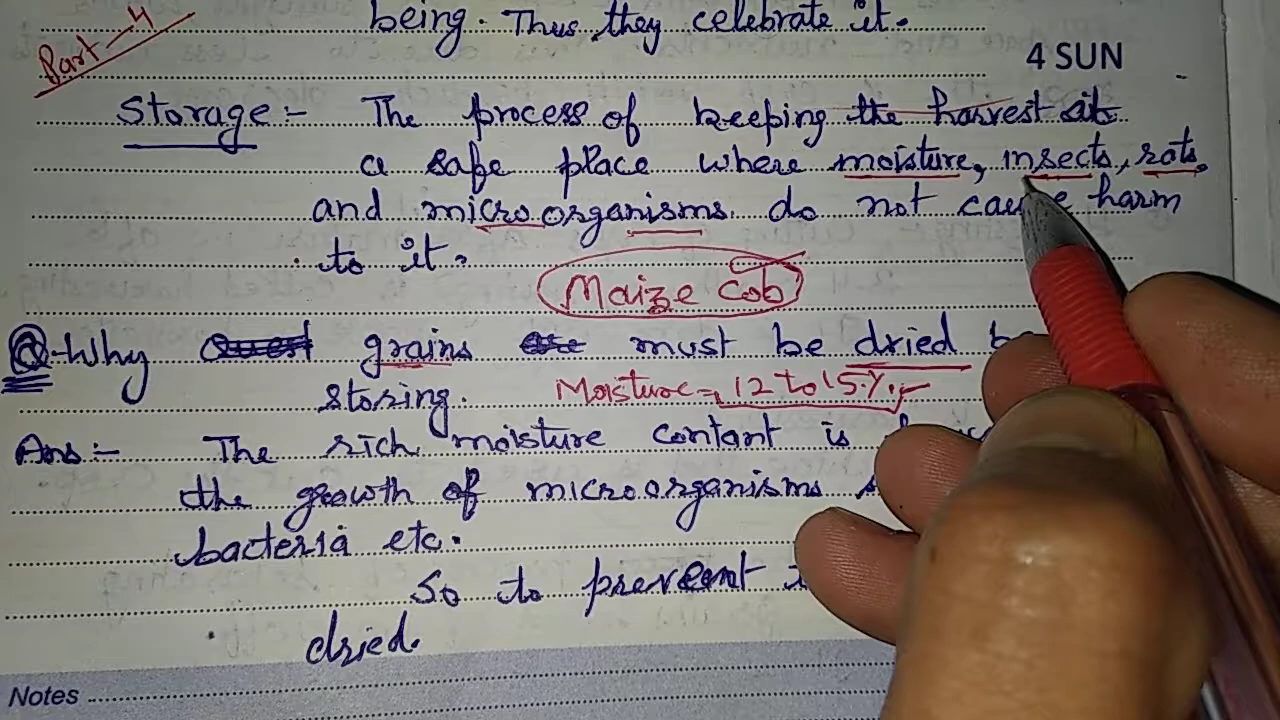 being. Thus, they celebrate it.
Part - 4
4 SUN
Storage :- The process of keeping the harvest at
a safe place where moisture, insects, rats,
and microorganisms do not cause harm
to it.
Maize Cob
Q. Why grains must be dried
storing. Moisture = 12 to 15%.
Ans :- The rich moisture contant is
the growth of microorganisms
bacteria etc.
So to prevent
dried.
Notes